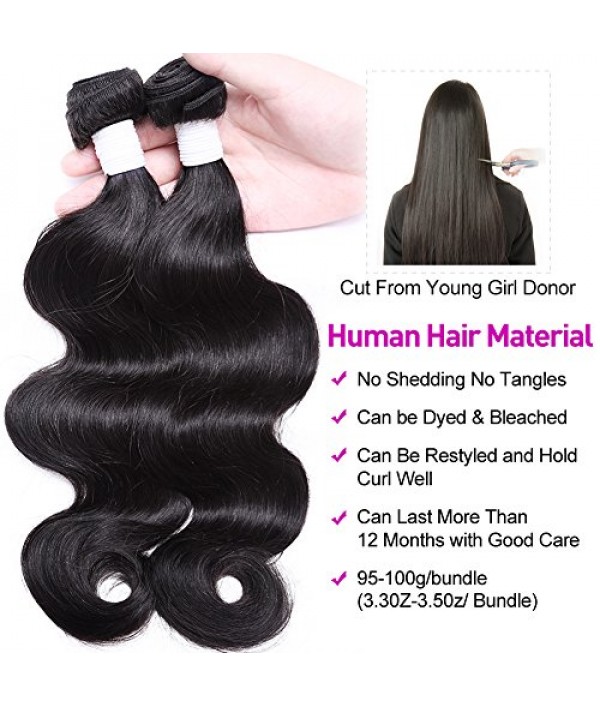 Cut From Young Girl Donor
Human Hair Material
✔ No Shedding No Tangles
✔ Can be Dyed & Bleached
✔ Can Be Restyled and Hold
Curl Well
✔ Can Last More Than
12 Months with Good Care
✔ 95-100g/bundle
(3.30Z-3.50z/ Bundle)